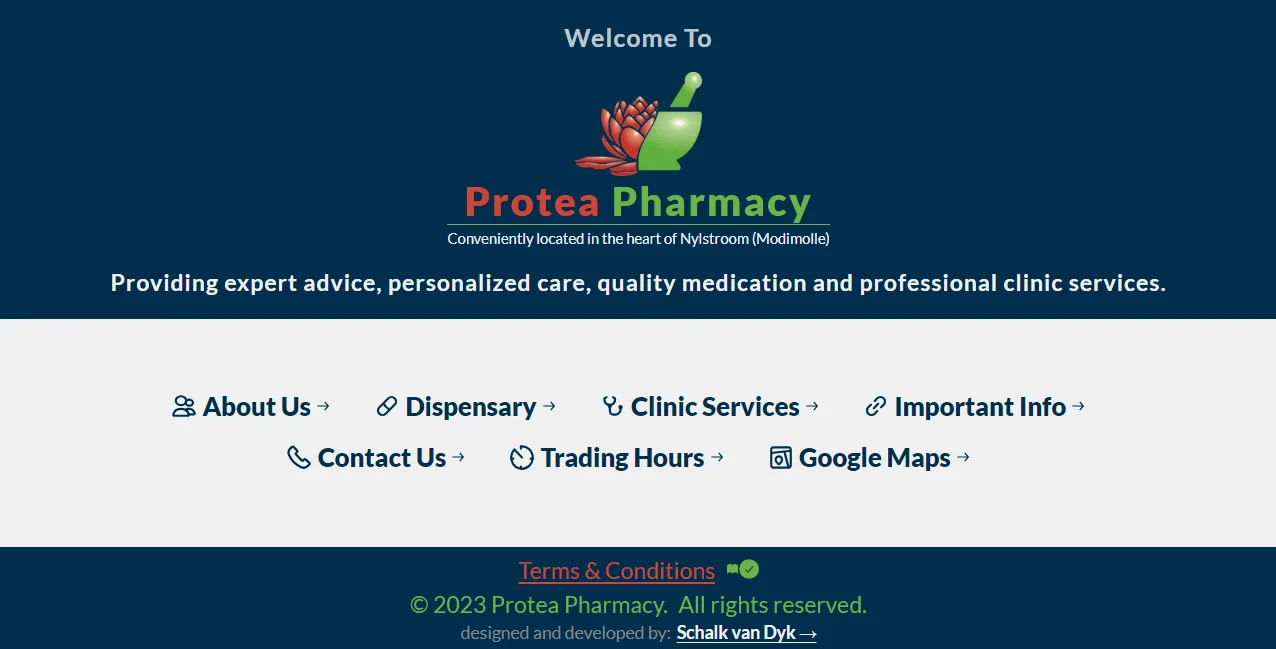 Welcome To
Protea Pharmacy
Conveniently located in the heart of Nylstroom (Modimolle)
Providing expert advice, personalized care, quality medication and professional clinic services.
About Us → Dispensary → Clinic Services → Important Info →
Contact Us → Trading Hours → Google Maps →
Terms & Conditions
© 2023 Protea Pharmacy. All rights reserved.
designed and developed by: Schalk van Dyk →